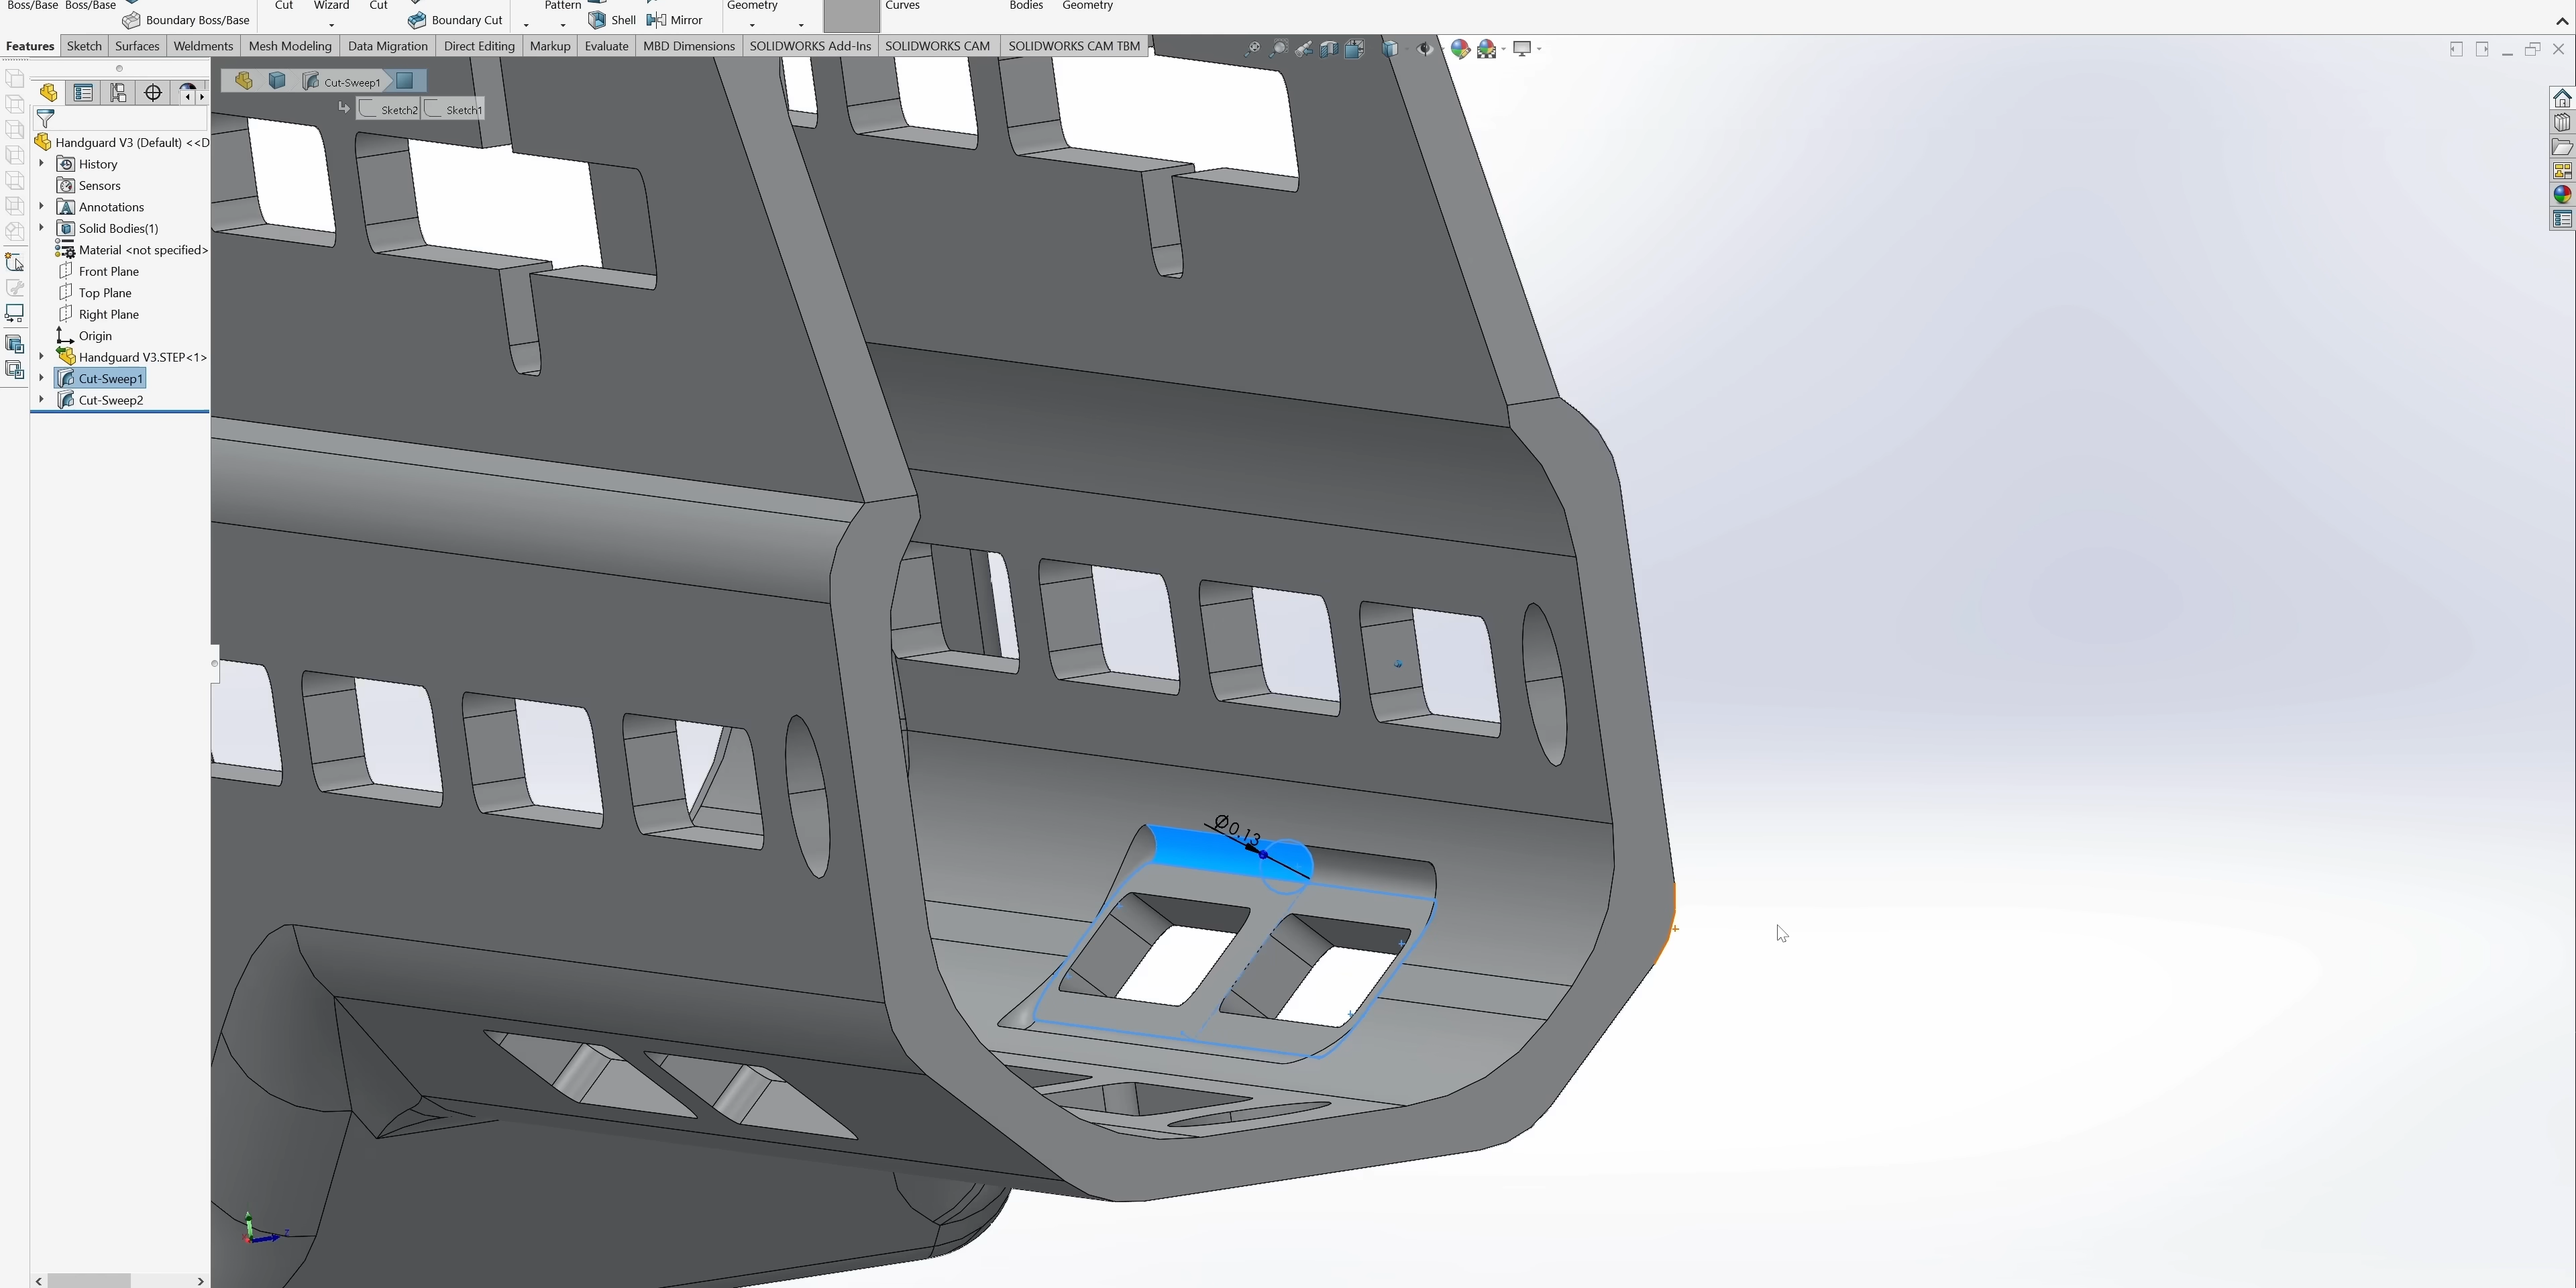 Boss/Base Boss/Base Cut Wizard Cut Pattern Geometry Curves Bodies Geometry
Boundary Boss/Base Boundary Cut Shell Mirror
Features Sketch Surfaces Weldments Mesh Modeling Data Migration Direct Editing Markup Evaluate MBD Dimensions SOLIDWORKS Add-Ins SOLIDWORKS CAM SOLIDWORKS CAM TBM
Cut-Sweep1
Sketch2 Sketch1
Handguard V3 (Default) <<D
History
Sensors
Annotations
Solid Bodies(1)
Material <not specified>
Front Plane
Top Plane
Right Plane
Origin
Handguard V3.STEP<1>
Cut-Sweep1
Cut-Sweep2
Ø0.13
Z